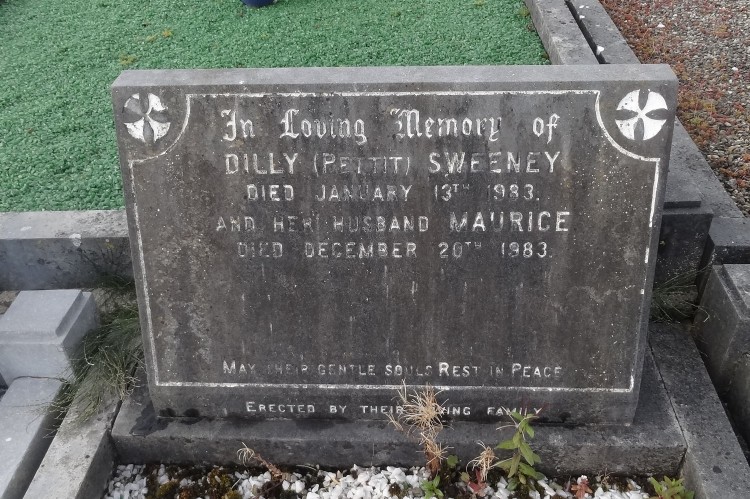 In Loving Memory of
DILLY (PETTIT) SWEENEY
DIED JANUARY 13TH 1983.
AND HER HUSBAND MAURICE
DIED DECEMBER 20TH 1983.
MAY THEIR GENTLE SOULS REST IN PEACE
ERECTED BY THEIR FAMILY